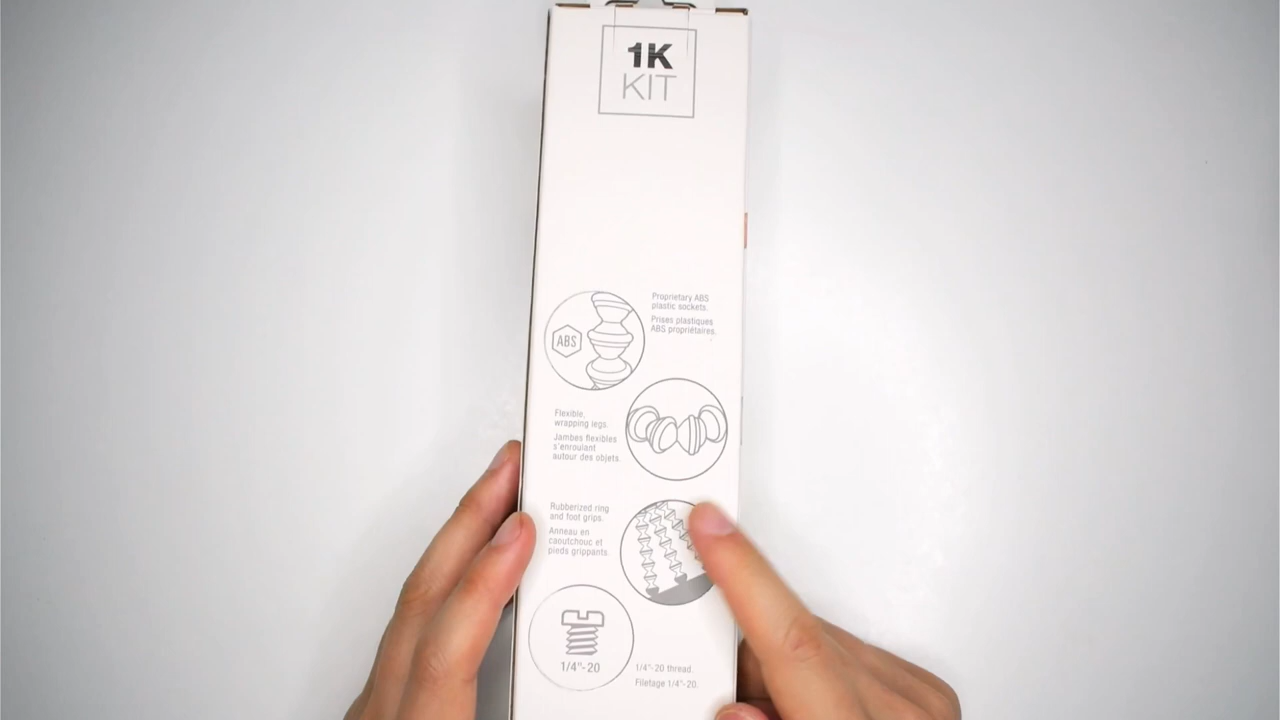 1K
KIT
Proprietary ABS
plastic sockets.
Prises plastiques
ABS propriétaires.
ABS
Flexible,
wrapping legs.
Jambes flexibles
s'enroulant
autour des objets.
Rubberized ring
and foot grips.
Anneau en
caoutchouc et
pieds grippants.
1/4"-20
1/4"-20 thread.
Filetage 1/4"-20.